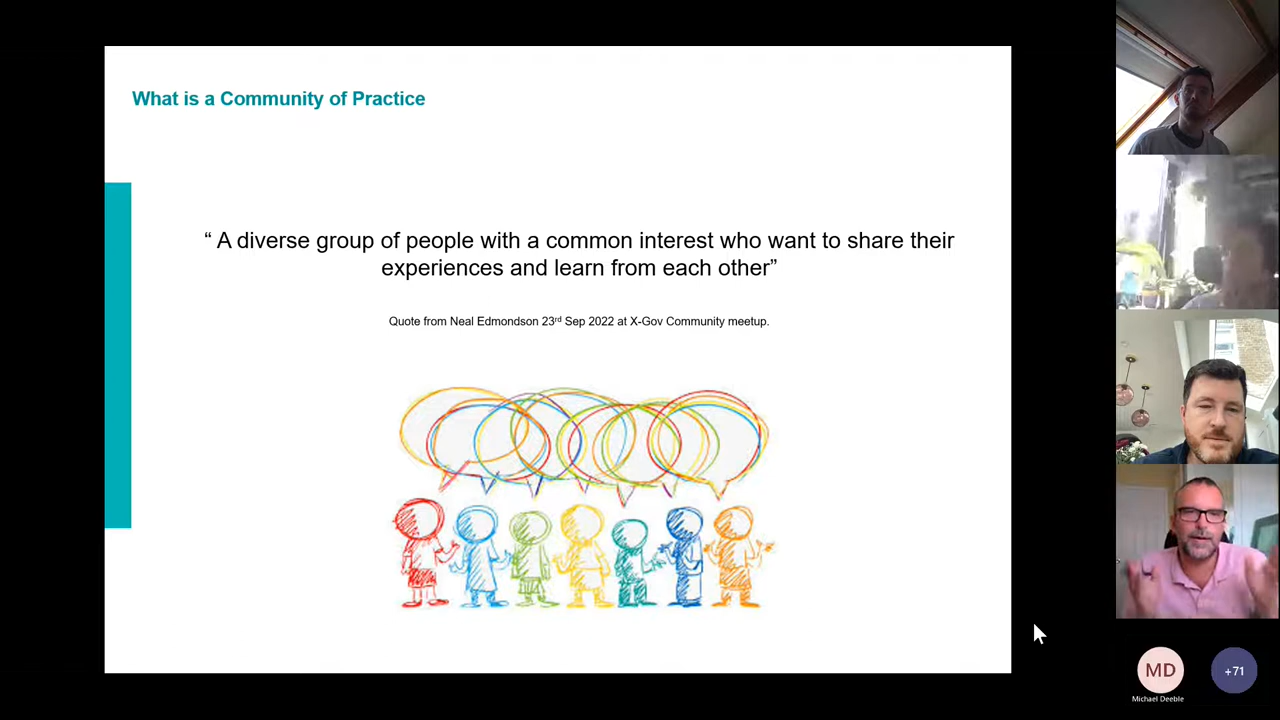 What is a Community of Practice
“ A diverse group of people with a common interest who want to share their
experiences and learn from each other”
Quote from Neal Edmondson 23rd Sep 2022 at X-Gov Community meetup.
MD
+71
Michael Deeble